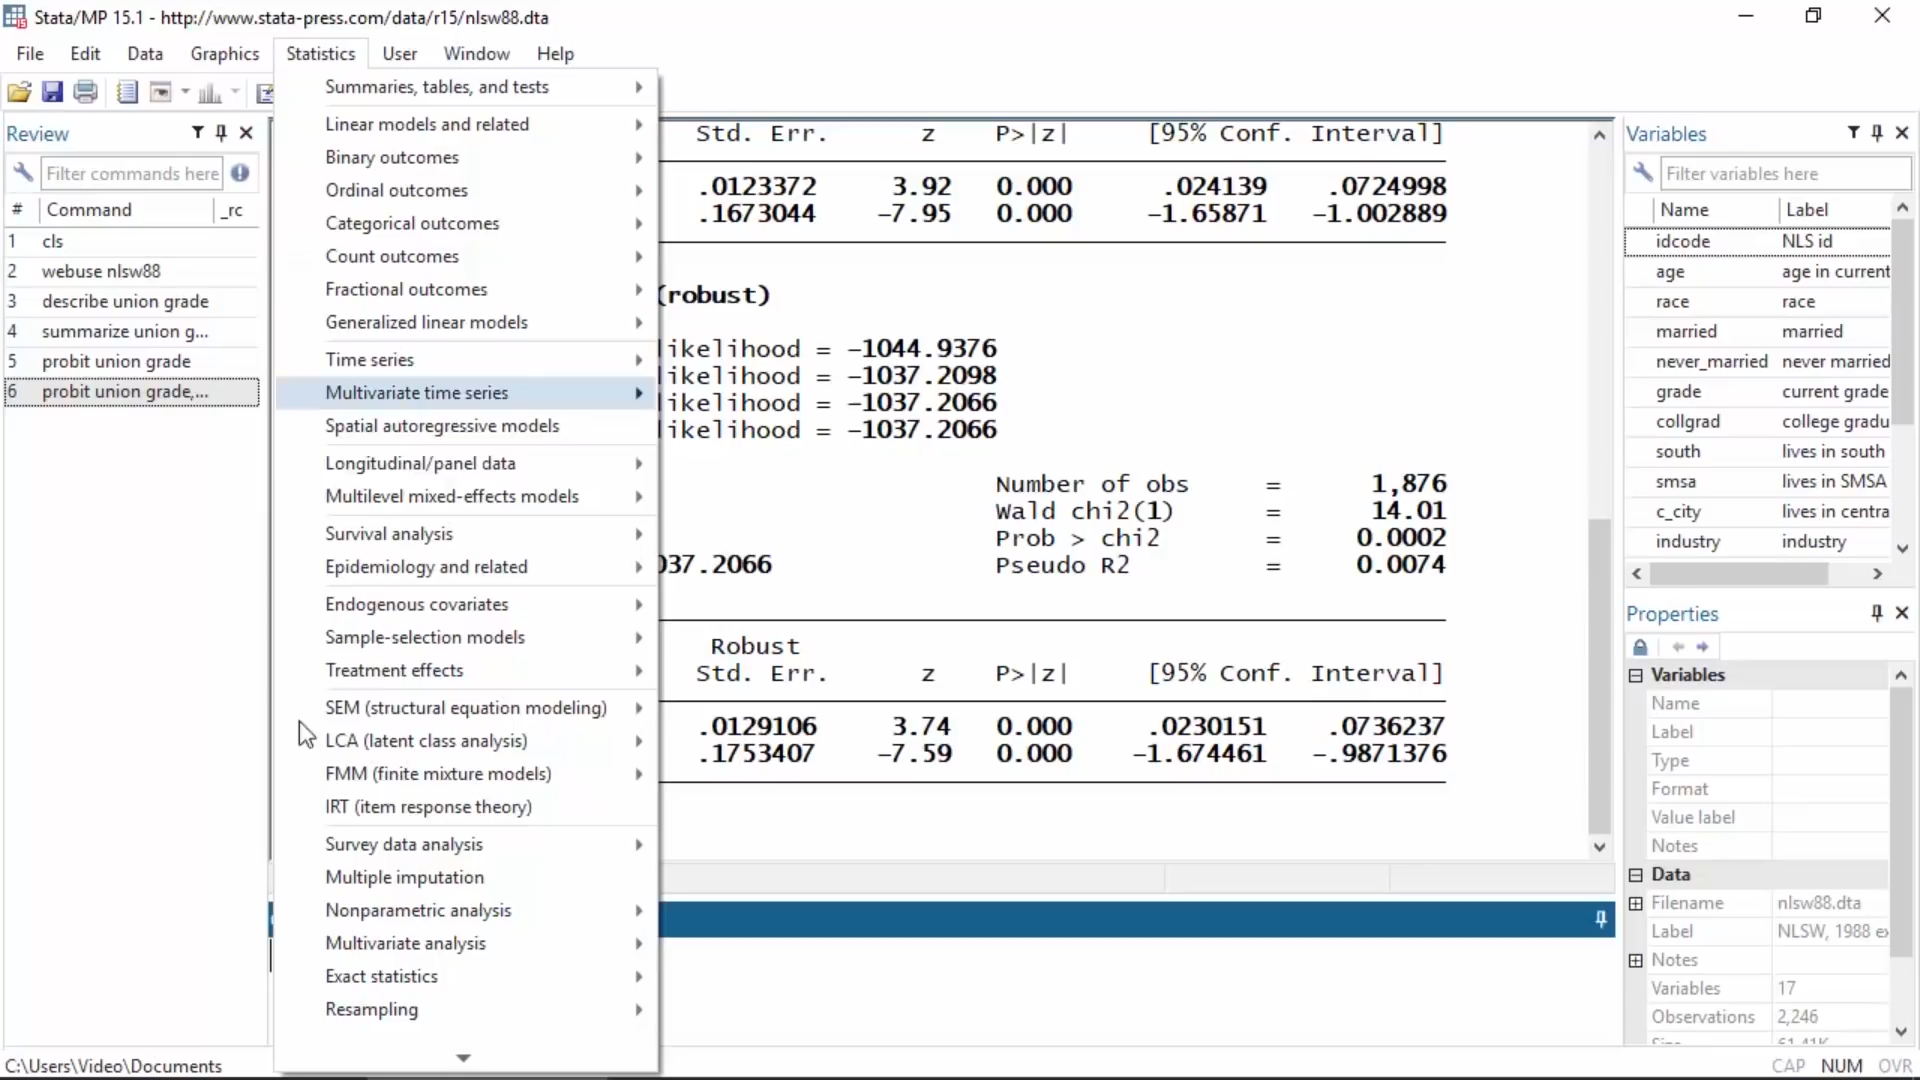 Stata/MP 15.1 - http://www.stata-press.com/data/r15/nlsw88.dta
File Edit Data Graphics Statistics User Window Help
Review
Filter commands here
# Command _rc
1 cls
2 webuse nlsw88
3 describe union grade
4 summarize union g...
5 probit union grade
6 probit union grade,...
Summaries, tables, and tests
Linear models and related
Binary outcomes
Ordinal outcomes
Categorical outcomes
Count outcomes
Fractional outcomes
Generalized linear models
Time series
Multivariate time series
Spatial autoregressive models
Longitudinal/panel data
Multilevel mixed-effects models
Survival analysis
Epidemiology and related
Endogenous covariates
Sample-selection models
Treatment effects
SEM (structural equation modeling)
LCA (latent class analysis)
FMM (finite mixture models)
IRT (item response theory)
Survey data analysis
Multiple imputation
Nonparametric analysis
Multivariate analysis
Exact statistics
Resampling
Std. Err. z P>|z| [95% Conf. Interval]
.0123372 3.92 0.000 .024139 .0724998
.1673044 -7.95 0.000 -1.65871 -1.002889
(robust)
likelihood = -1044.9376
likelihood = -1037.2098
likelihood = -1037.2066
likelihood = -1037.2066
Number of obs = 1,876
Wald chi2(1) = 14.01
Prob > chi2 = 0.0002
037.2066 Pseudo R2 = 0.0074
Robust
Std. Err. z P>|z| [95% Conf. Interval]
.0129106 3.74 0.000 .0230151 .0736237
.1753407 -7.59 0.000 -1.674461 -.9871376
Variables
Filter variables here
Name Label
idcode NLS id
age age in current
race race
married married
never_married never married
grade current grade
collgrad college gradu
south lives in south
smsa lives in SMSA
c_city lives in centra
industry industry
Properties
Variables
Name
Label
Type
Format
Value label
Notes
Data
Filename nlsw88.dta
Label NLSW, 1988 ex
Notes
Variables 17
Observations 2,246
C:\Users\Video\Documents
CAP NUM OVR